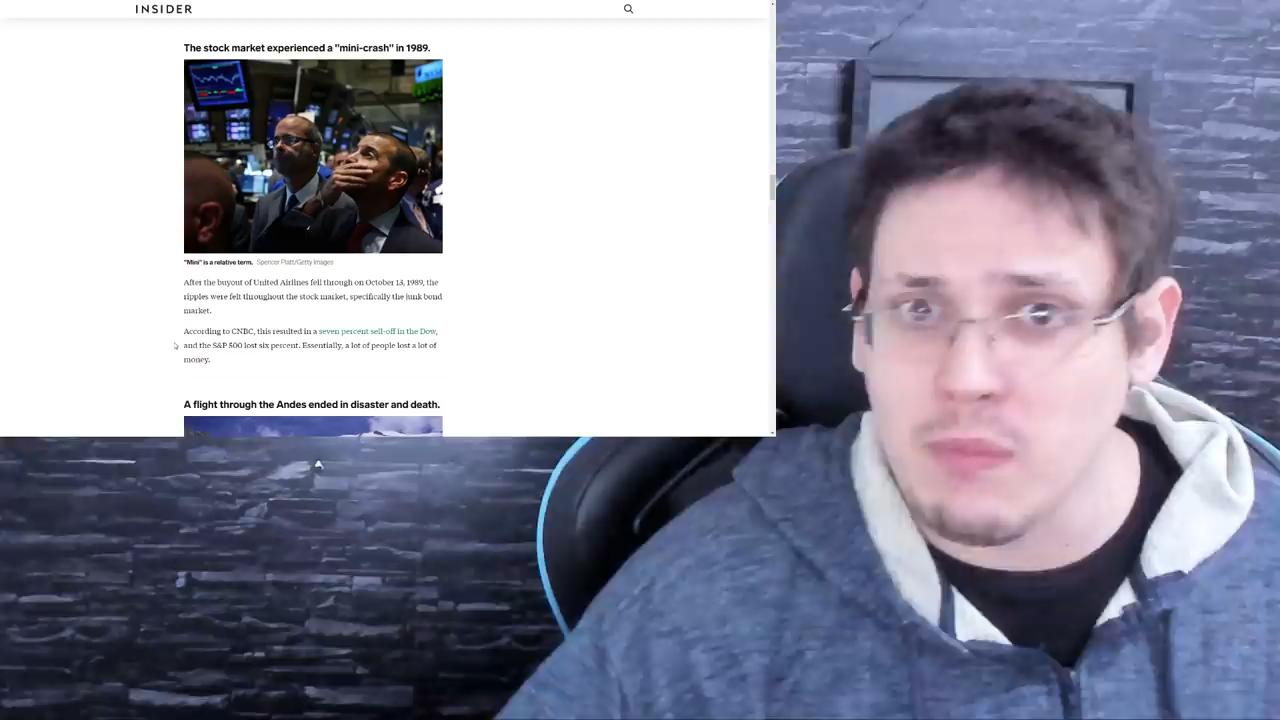 INSIDER
The stock market experienced a "mini-crash" in 1989.
"Mini" is a relative term. Spencer Platt/Getty Images
After the buyout of United Airlines fell through on October 13, 1989, the
ripples were felt throughout the stock market, specifically the junk bond
market.
According to CNBC, this resulted in a seven percent sell-off in the Dow,
and the S&P 500 lost six percent. Essentially, a lot of people lost a lot of
money.
A flight through the Andes ended in disaster and death.